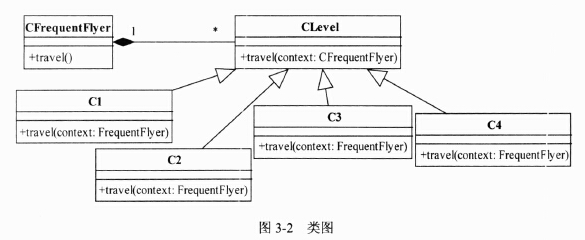 CFrequentFlyer
+travel()
1
*
CLevel
+travel(context: CFrequentFlyer)
C1
+travel(context: FrequentFlyer)
C2
+travel(context: FrequentFlyer)
C3
+travel(context: FrequentFlyer)
C4
+travel(context: FrequentFlyer)
图 3-2 类图